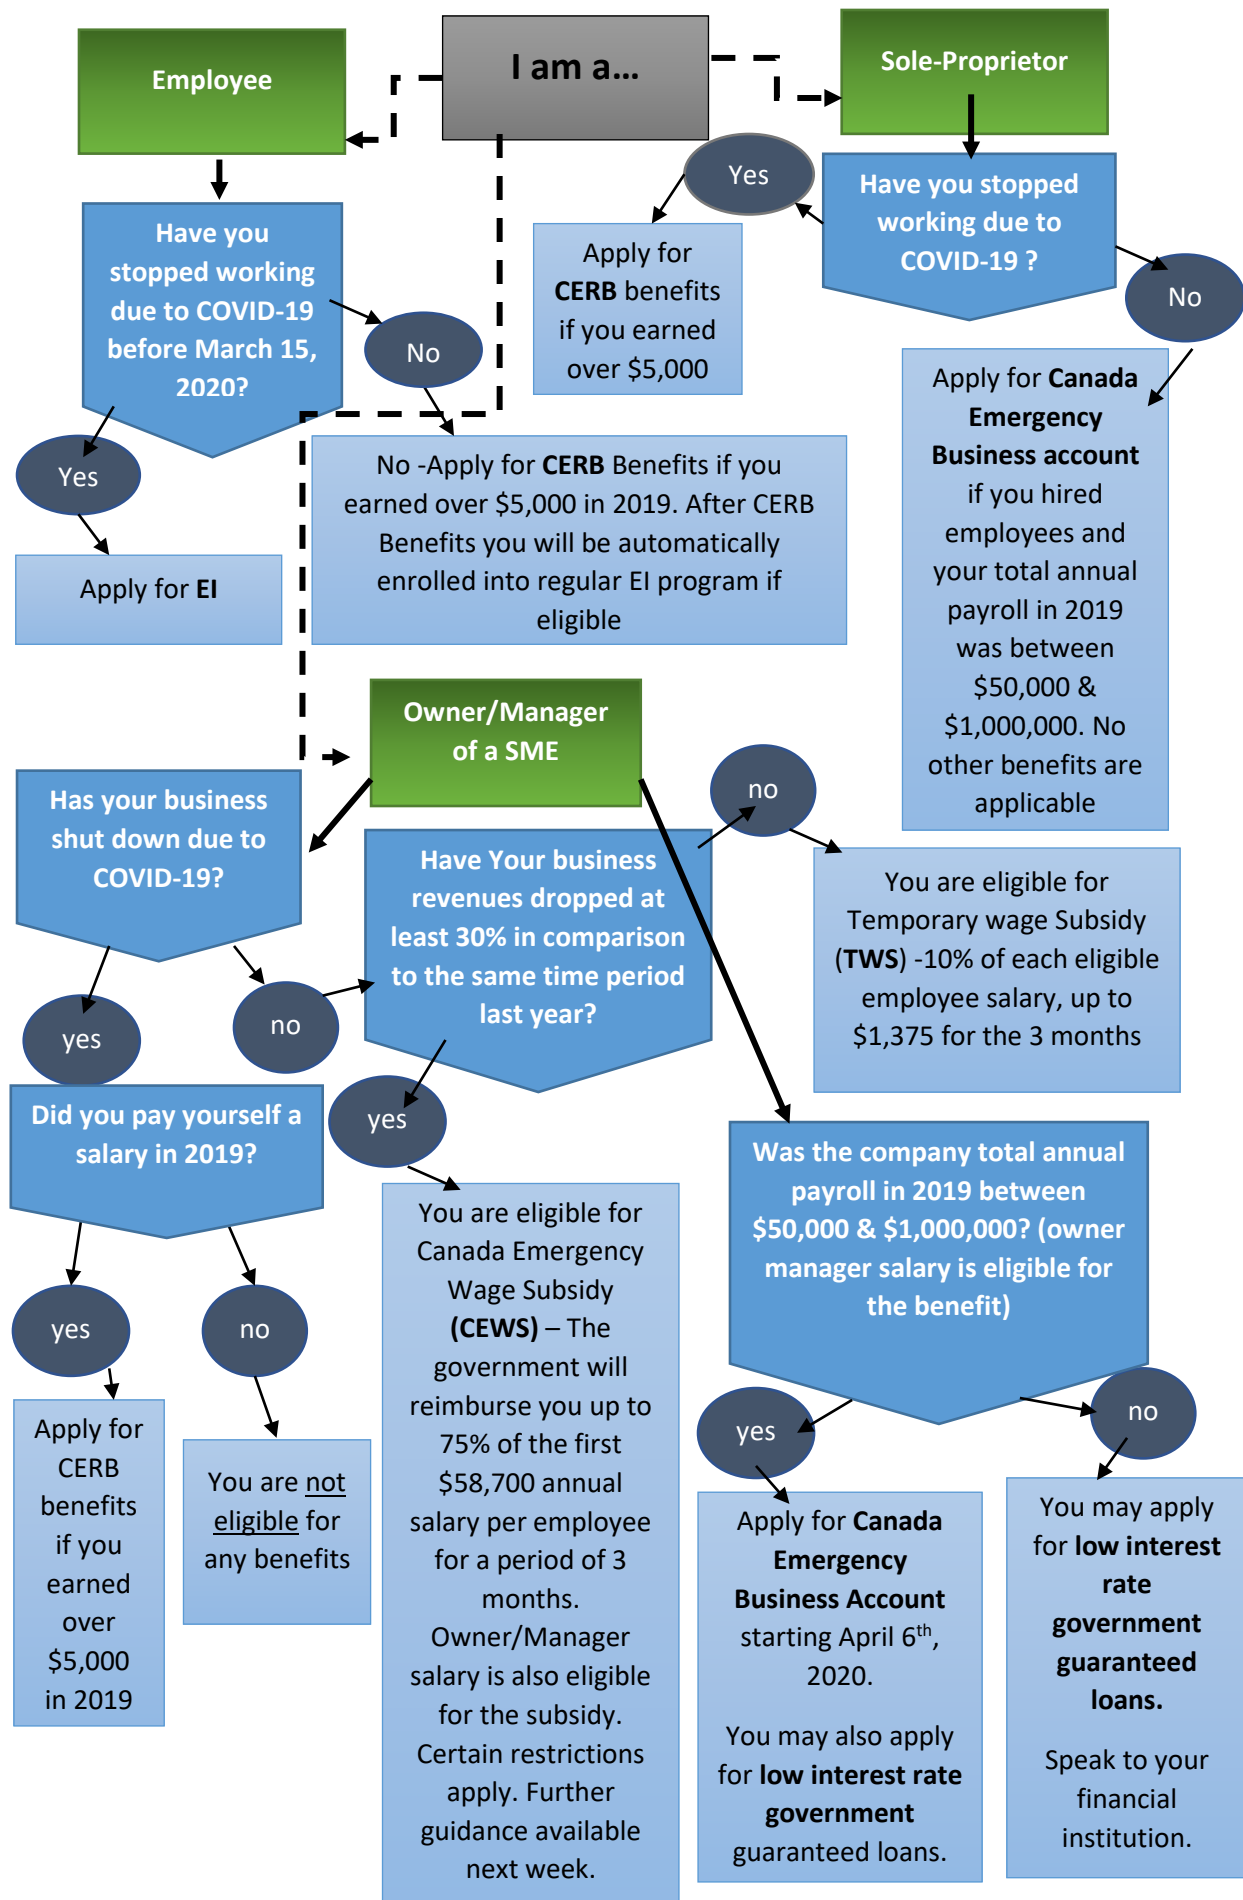 I am a...
Employee
Sole-Proprietor
Have you
stopped working
due to COVID-19
before March 15,
2020?
No
Yes
Apply for EI
No -Apply for CERB Benefits if you
earned over $5,000 in 2019. After CERB
Benefits you will be automatically
enrolled into regular EI program if
eligible
Have you stopped
working due to
COVID-19 ?
Yes
Apply for
CERB benefits
if you earned
over $5,000
No
Apply for Canada
Emergency
Business account
if you hired
employees and
your total annual
payroll in 2019
was between
$50,000 &
$1,000,000. No
other benefits are
applicable
Owner/Manager
of a SME
Has your business
shut down due to
COVID-19?
yes
no
Did you pay yourself a
salary in 2019?
yes
no
Apply for
CERB
benefits
if you
earned
over
$5,000
in 2019
You are not
eligible for
any benefits
Have Your business
revenues dropped at
least 30% in comparison
to the same time period
last year?
no
You are eligible for
Temporary wage Subsidy
(TWS) -10% of each eligible
employee salary, up to
$1,375 for the 3 months
yes
You are eligible for
Canada Emergency
Wage Subsidy
(CEWS) – The
government will
reimburse you up to
75% of the first
$58,700 annual
salary per employee
for a period of 3
months.
Owner/Manager
salary is also eligible
for the subsidy.
Certain restrictions
apply. Further
guidance available
next week.
Was the company total annual
payroll in 2019 between
$50,000 & $1,000,000? (owner
manager salary is eligible for
the benefit)
yes
no
Apply for Canada
Emergency
Business Account
starting April 6th,
2020.
You may also apply
for low interest rate
government
guaranteed loans.
You may apply
for low interest
rate
government
guaranteed
loans.
Speak to your
financial
institution.